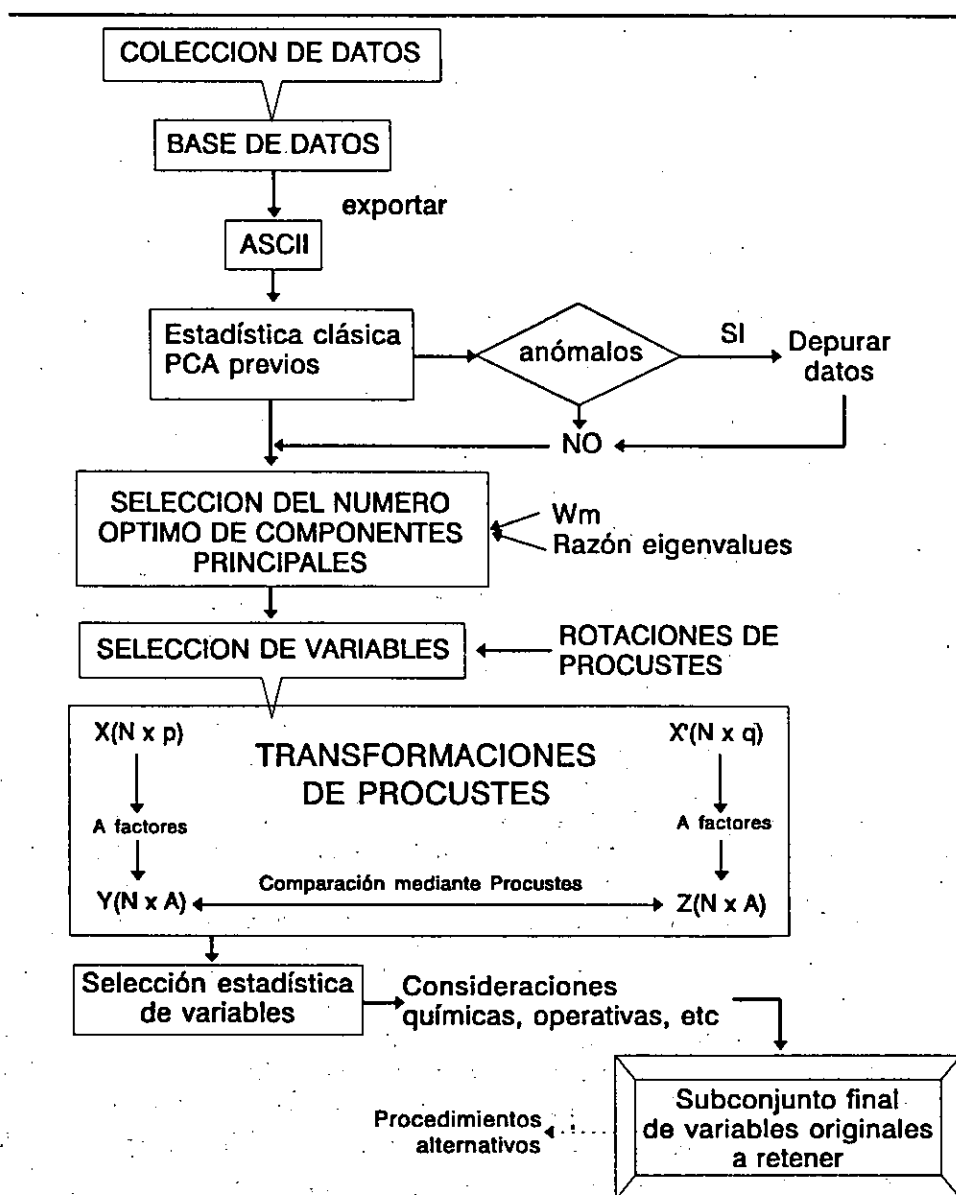 COLECCION DE DATOS
BASE DE DATOS
exportar
ASCII
Estadística clásica
PCA previos
anómalos
SI
Depurar
datos
NO
SELECCION DEL NUMERO
OPTIMO DE COMPONENTES
PRINCIPALES
Wm
Razón eigenvalues
SELECCION DE VARIABLES
ROTACIONES DE
PROCUSTES
X(N x p)
TRANSFORMACIONES
DE PROCUSTES
X'(N x q)
A factores
A factores
Comparación mediante Procustes
Y(N x A)
Z(N x A)
Selección estadística
de variables
Consideraciones
químicas, operativas, etc
Subconjunto final
de variables originales
a retener
Procedimientos
alternativos